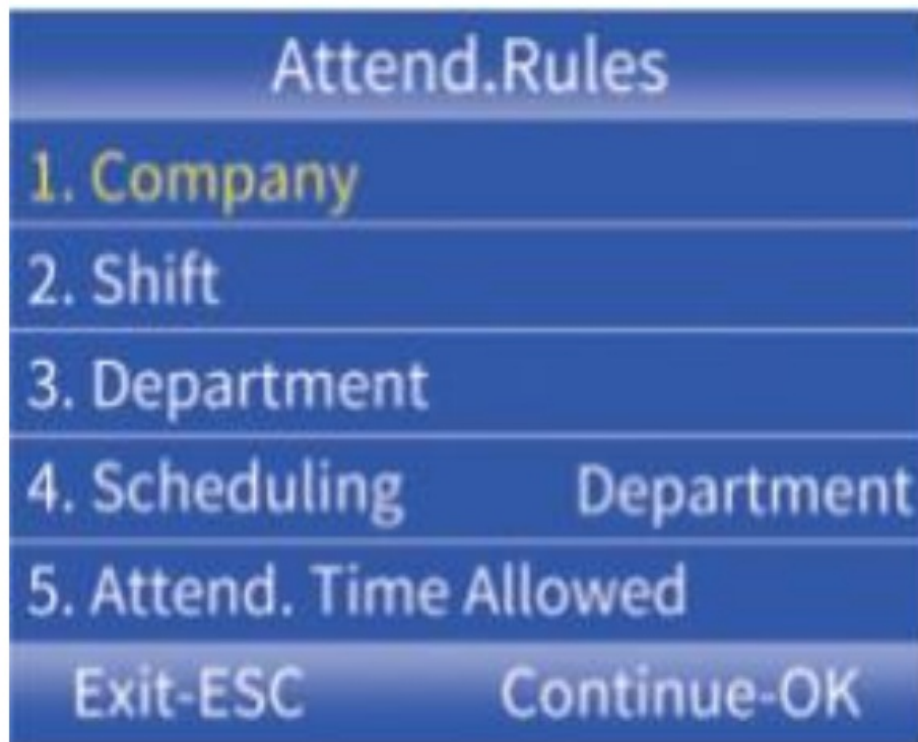 Attend.Rules
1. Company
2. Shift
3. Department
4. Scheduling Department
5. Attend. Time Allowed
Exit-ESC Continue-OK